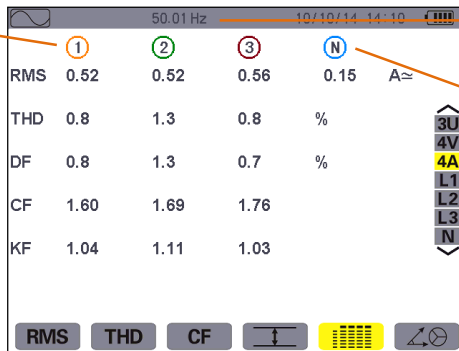 50.01 Hz 10/10/14 14:10
1 2 3 N
RMS 0.52 0.52 0.56 0.15 A≃
THD 0.8 1.3 0.8 %
3U
4V
DF 0.8 1.3 0.7 %
4A
L1
CF 1.60 1.69 1.76
L2
L3
KF 1.04 1.11 1.03
N
RMS THD CF